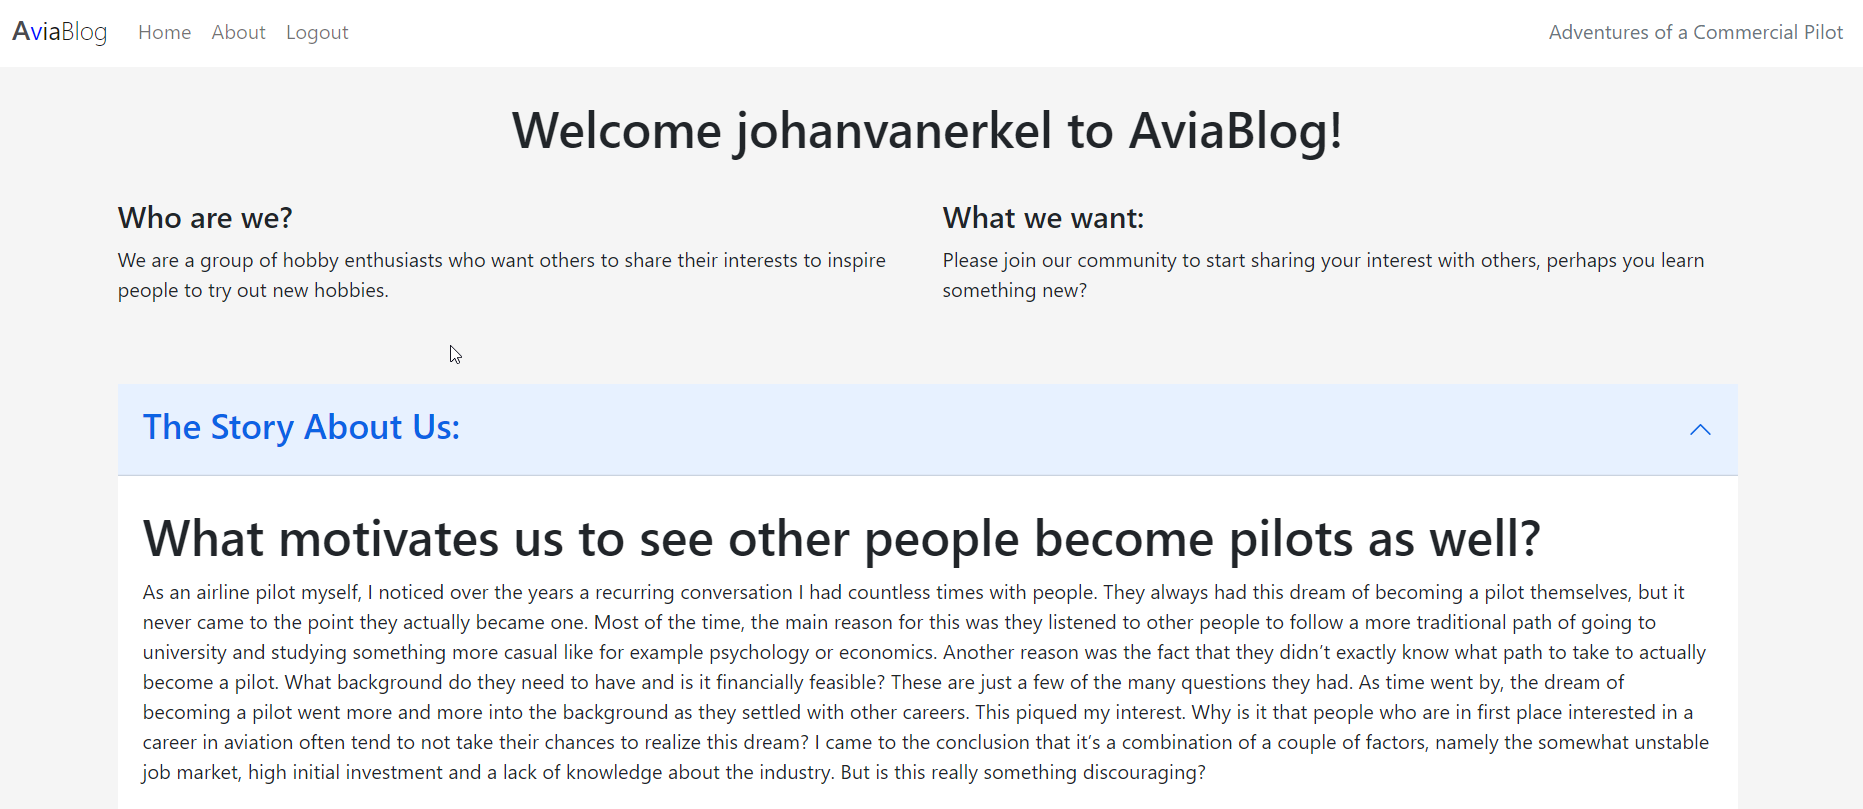 AviaBlog Home About Logout Adventures of a Commercial Pilot
Welcome johanvanerkel to AviaBlog!
Who are we?
We are a group of hobby enthusiasts who want others to share their interests to inspire
people to try out new hobbies.
What we want:
Please join our community to start sharing your interest with others, perhaps you learn
something new?
The Story About Us:
What motivates us to see other people become pilots as well?
As an airline pilot myself, I noticed over the years a recurring conversation I had countless times with people. They always had this dream of becoming a pilot themselves, but it
never came to the point they actually became one. Most of the time, the main reason for this was they listened to other people to follow a more traditional path of going to
university and studying something more casual like for example psychology or economics. Another reason was the fact that they didn’t exactly know what path to take to actually
become a pilot. What background do they need to have and is it financially feasible? These are just a few of the many questions they had. As time went by, the dream of
becoming a pilot went more and more into the background as they settled with other careers. This piqued my interest. Why is it that people who are in first place interested in a
career in aviation often tend to not take their chances to realize this dream? I came to the conclusion that it’s a combination of a couple of factors, namely the somewhat unstable
job market, high initial investment and a lack of knowledge about the industry. But is this really something discouraging?